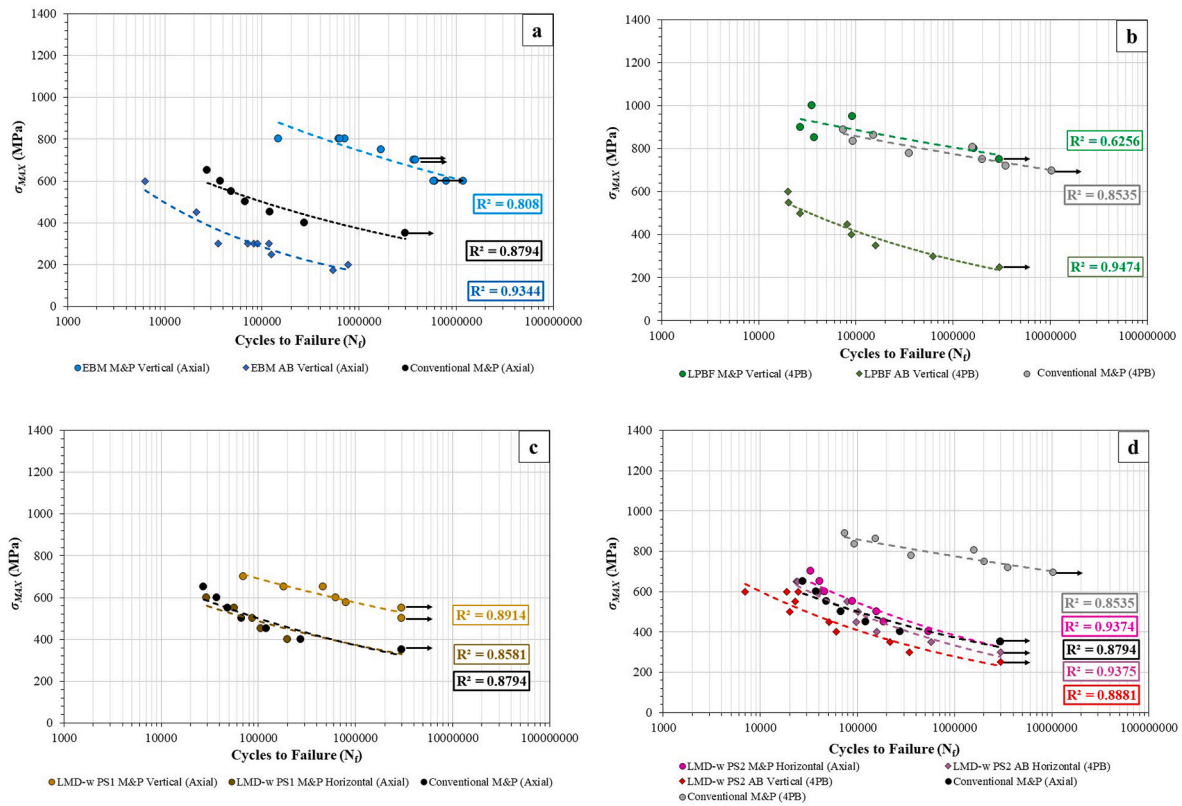 a
1400
1200
1000
800
600
400
200
0
σMAX (MPa)
R² = 0.808
R² = 0.8794
R² = 0.9344
1000 10000 100000 1000000 10000000 100000000
Cycles to Failure (Nf)
EBM M&P Vertical (Axial) EBM AB Vertical (Axial) Conventional M&P (Axial)
b
1400
1200
1000
800
600
400
200
0
σMAX (MPa)
R² = 0.6256
R² = 0.8535
R² = 0.9474
1000 10000 100000 1000000 10000000 100000000
Cycles to Failure (Nf)
LPBF M&P Vertical (4PB) LPBF AB Vertical (4PB) Conventional M&P (4PB)
c
1400
1200
1000
800
600
400
200
0
σMAX (MPa)
R² = 0.8914
R² = 0.8581
R² = 0.8794
1000 10000 100000 1000000 10000000 100000000
Cycles to Failure (Nf)
LMD-w PS1 M&P Vertical (Axial) LMD-w PS1 M&P Horizontal (Axial) Conventional M&P (Axial)
d
1400
1200
1000
800
600
400
200
0
σMAX (MPa)
R² = 0.8535
R² = 0.9374
R² = 0.8794
R² = 0.9375
R² = 0.8881
1000 10000 100000 1000000 10000000 100000000
Cycles to Failure (Nf)
LMD-w PS2 M&P Horizontal (Axial) LMD-w PS2 AB Horizontal (4PB)
LMD-w PS2 AB Vertical (4PB) Conventional M&P (Axial)
Conventional M&P (4PB)